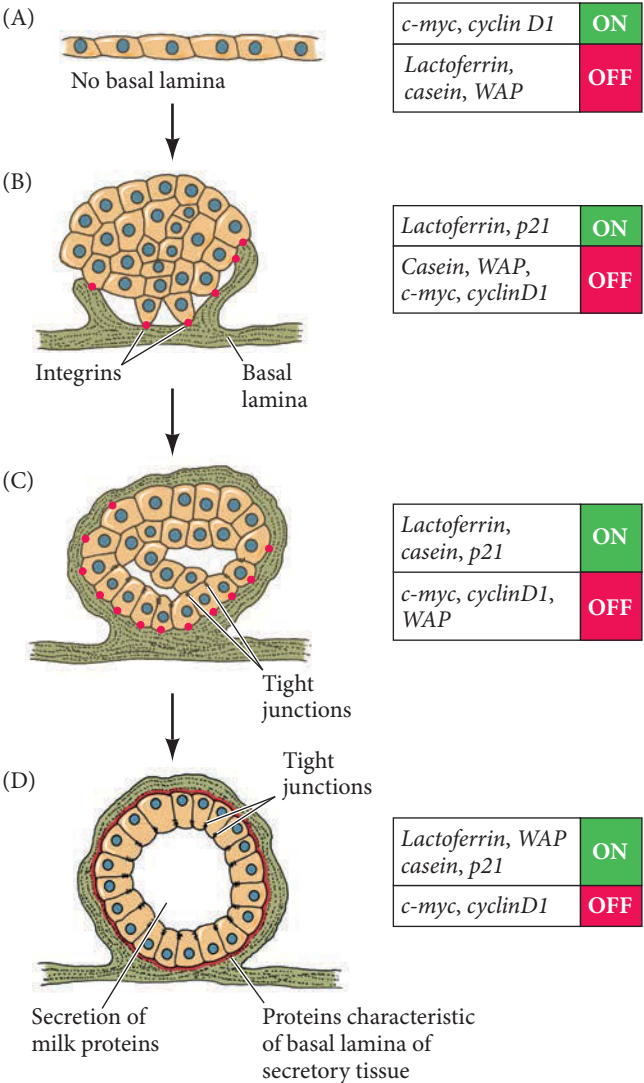 (A)
c-myc, cyclin D1 ON
Lactoferrin,
casein, WAP OFF
No basal lamina
(B)
Lactoferrin, p21 ON
Casein, WAP,
c-myc, cyclinD1 OFF
Integrins
Basal
lamina
(C)
Lactoferrin,
casein, p21 ON
c-myc, cyclinD1,
WAP OFF
Tight
junctions
(D)
Tight
junctions
Lactoferrin, WAP
casein, p21 ON
c-myc, cyclinD1 OFF
Secretion of
milk proteins
Proteins characteristic
of basal lamina of
secretory tissue